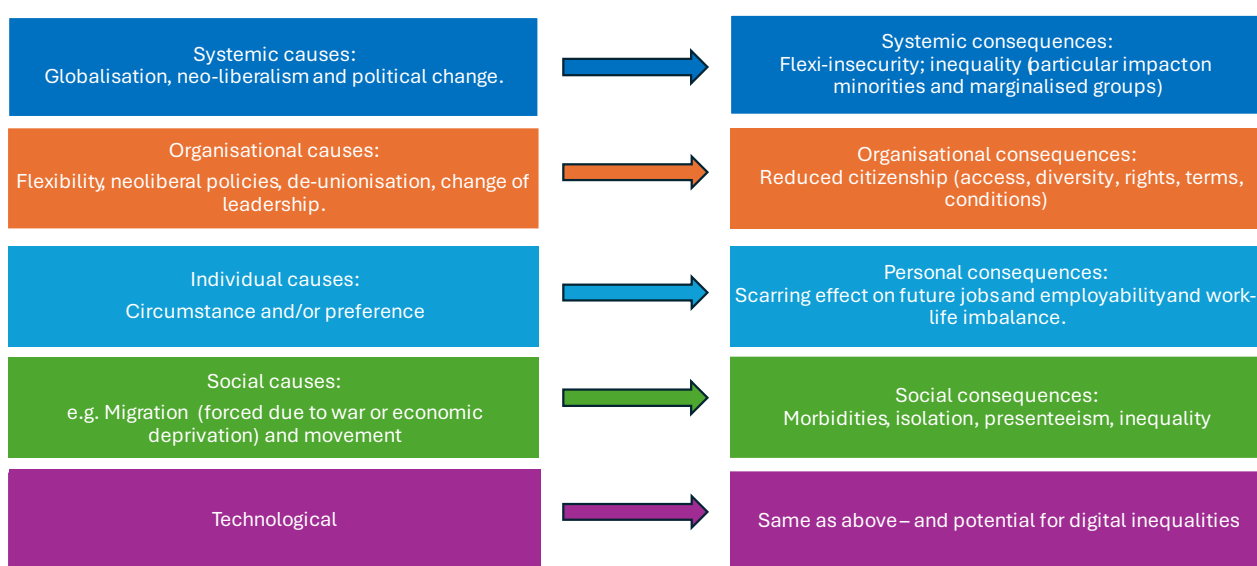 Systemic causes:
Globalisation, neo-liberalism and political change.
Systemic consequences:
Flexi-insecurity; inequality (particular impact on
minorities and marginalised groups)
Organisational causes:
Flexibility, neoliberal policies, de-unionisation, change of
leadership.
Organisational consequences:
Reduced citizenship (access, diversity, rights, terms,
conditions)
Individual causes:
Circumstance and/or preference
Personal consequences:
Scarring effect on future jobs and employability and work-
life imbalance.
Social causes:
e.g. Migration (forced due to war or economic
deprivation) and movement
Social consequences:
Morbidities, isolation, presenteeism, inequality
Technological
Same as above – and potential for digital inequalities